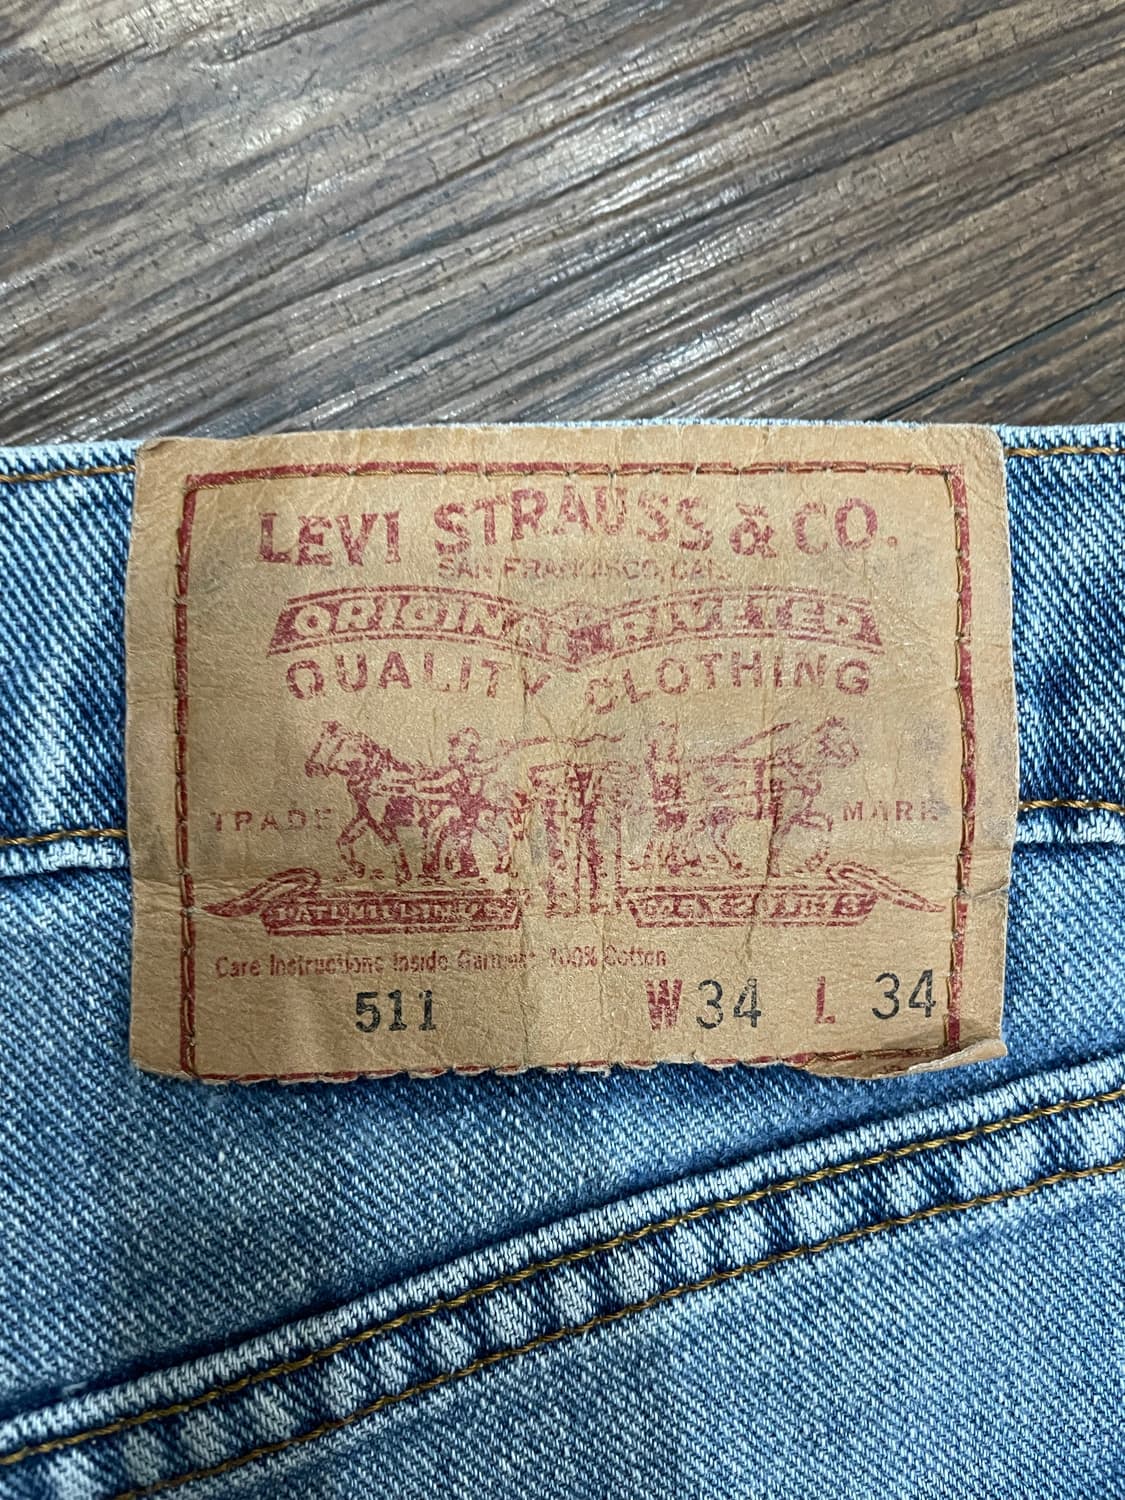 LEVI STRAUSS & CO.
SAN FRANCISCO, CAL.
ORIGINAL RIVETED
QUALITY CLOTHING
TRADE MARK
Care Instructions Inside Garment 100% Cotton
511 W 34 L 34